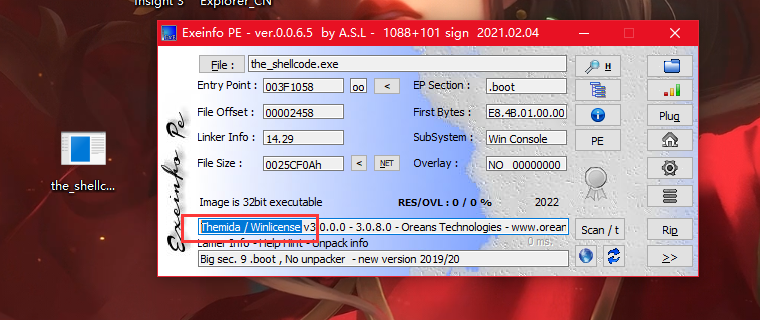 Insight 3 Explorer_CN
Exeinfo PE - ver.0.0.6.5 by A.S.L - 1088+101 sign 2021.02.04
File : the_shellcode.exe H
Entry Point : 003F1058 oo < EP Section : .boot
File Offset : 00002458 First Bytes : E8.4B.01.00.00 Plug
Linker Info : 14.29 SubSystem : Win Console PE
File Size : 0025CF0Ah < NET Overlay : NO 00000000
Image is 32bit executable RES/OVL : 0 / 0 % 2022
Themida / Winlicense v3.0.0.0 - 3.0.8.0 - Oreans Technologies - www.orean Scan / t Rip
Lamer Info - Help Hint - Unpack info 0 ms.
Big sec. 9 .boot , No unpacker - new version 2019/20 >>
Exeinfo Pe
the_shellc...